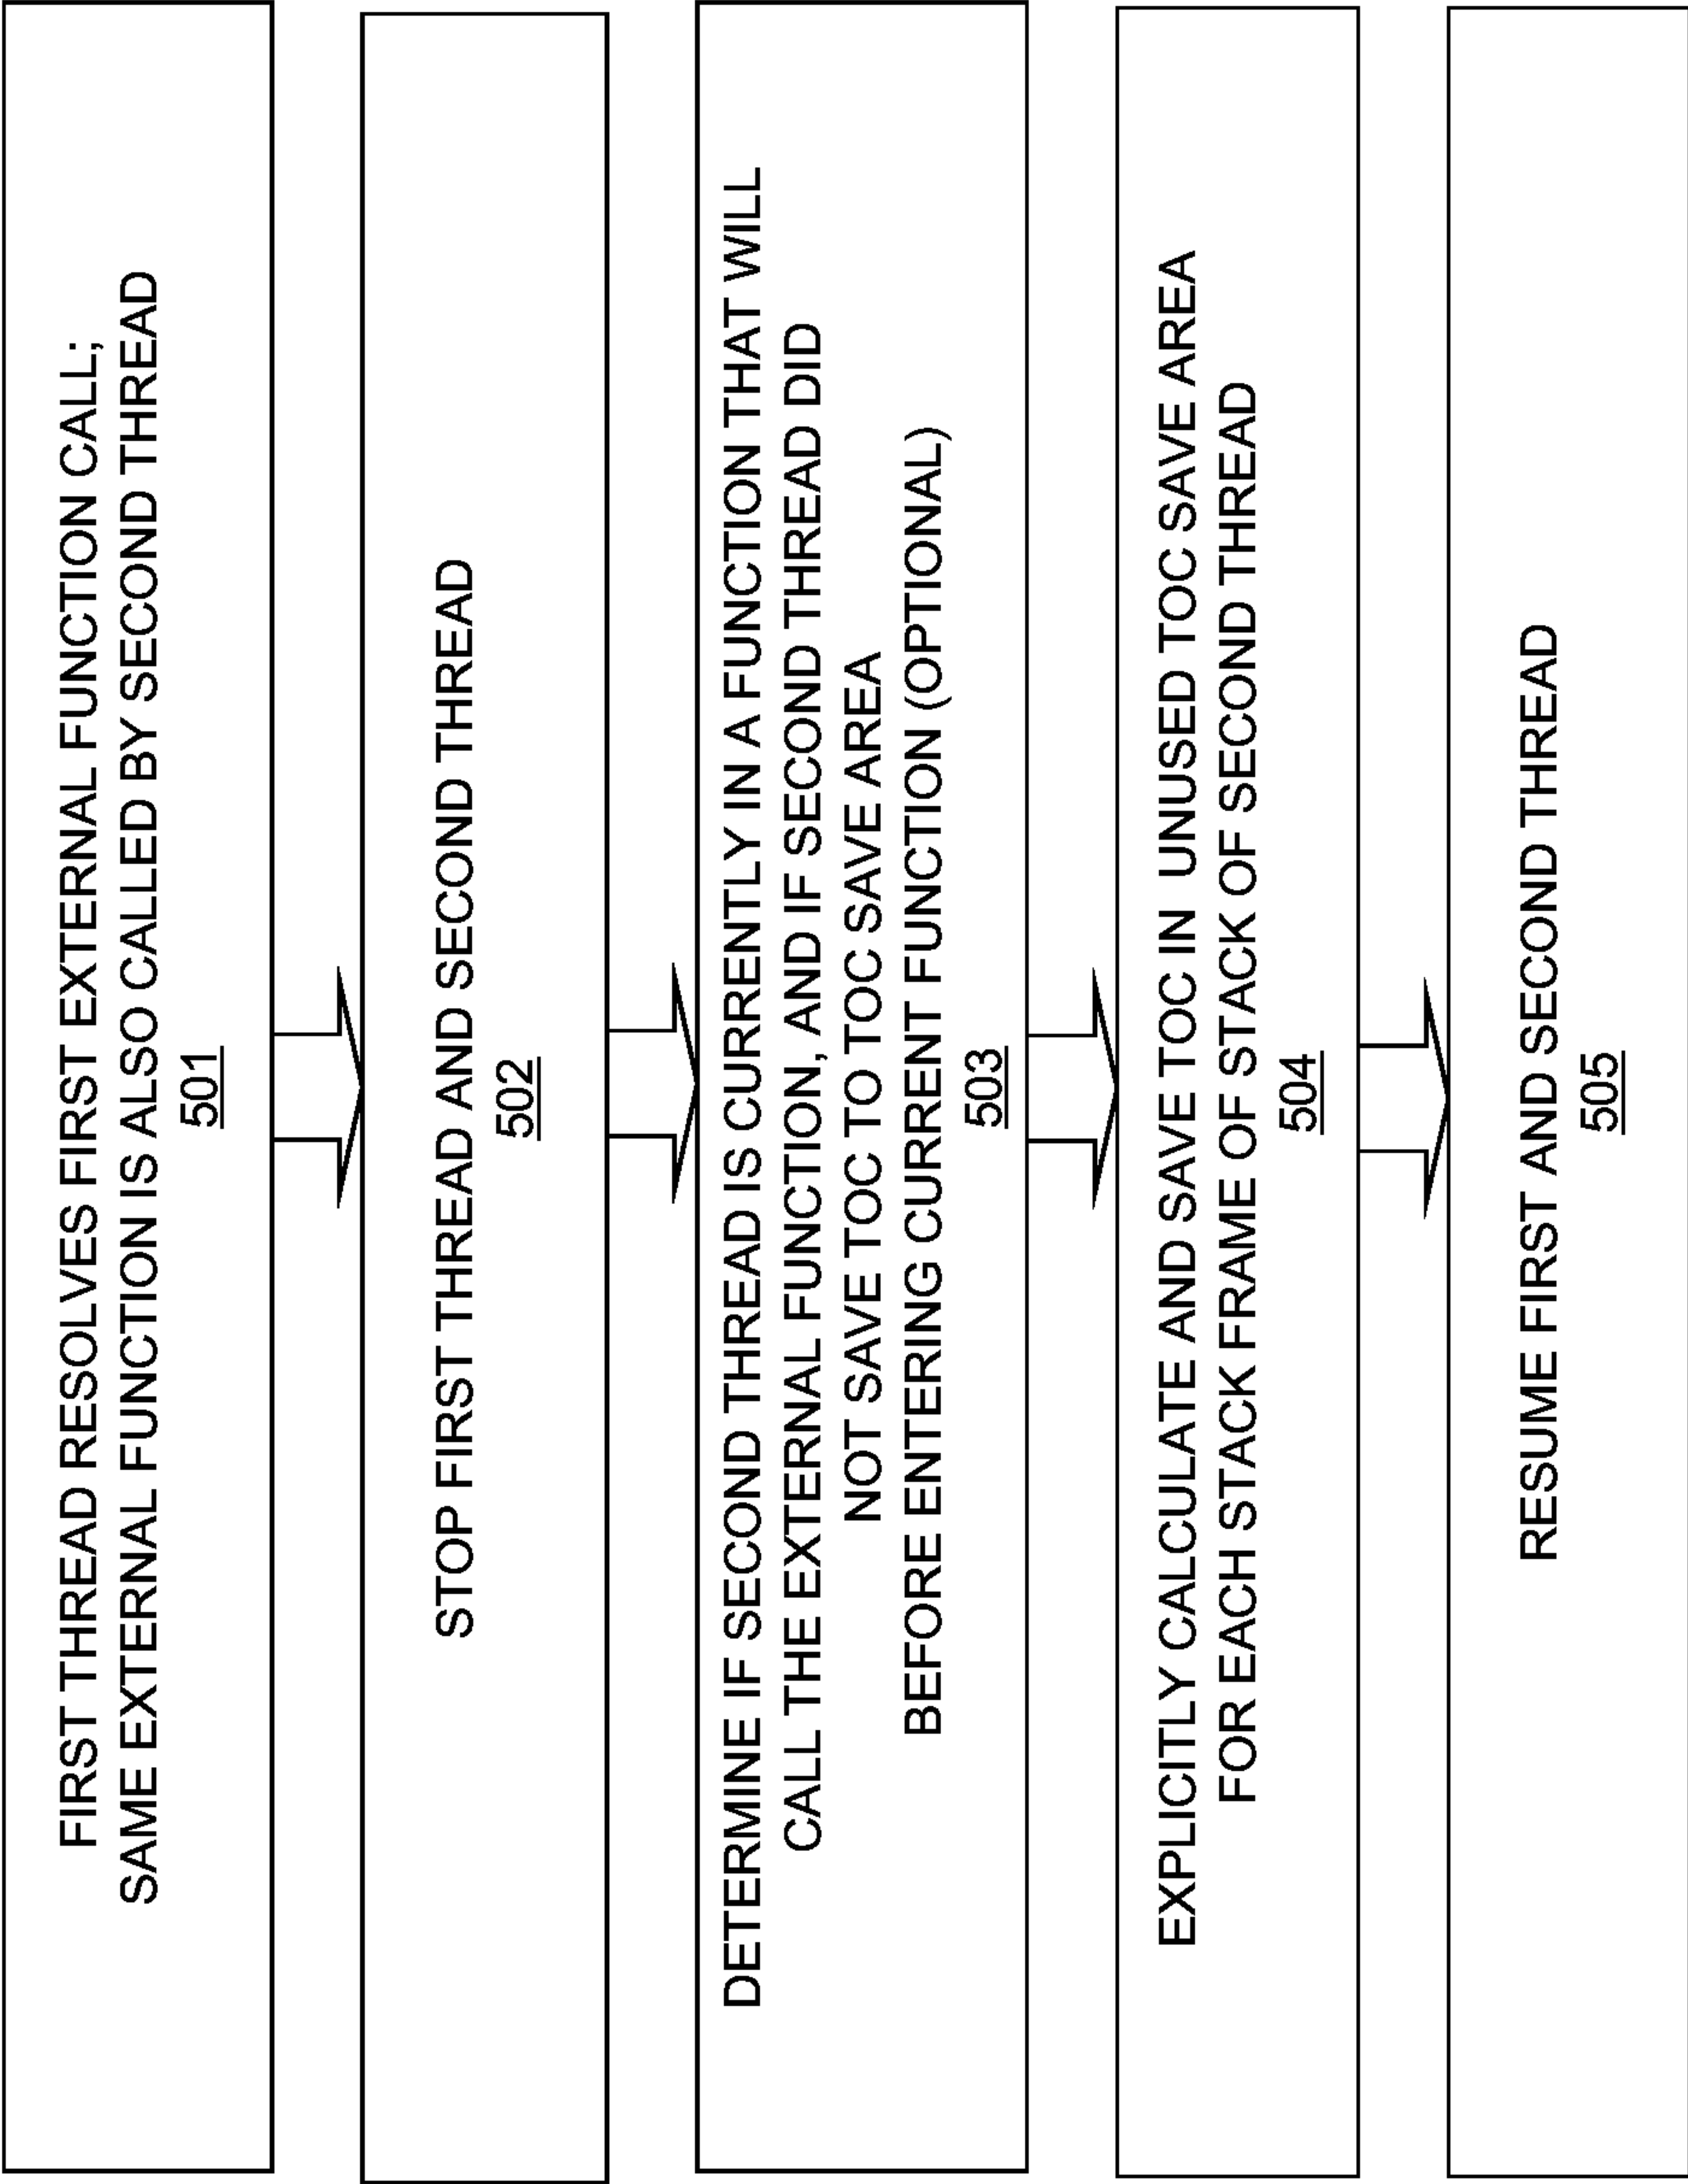 FIRST THREAD RESOLVES FIRST EXTERNAL FUNCTION CALL;
SAME EXTERNAL FUNCTION IS ALSO CALLED BY SECOND THREAD
501
STOP FIRST THREAD AND SECOND THREAD
502
DETERMINE IF SECOND THREAD IS CURRENTLY IN A FUNCTION THAT WILL
CALL THE EXTERNAL FUNCTION, AND IF SECOND THREAD DID
NOT SAVE TOC TO TOC SAVE AREA
BEFORE ENTERING CURRENT FUNCTION (OPTIONAL)
503
EXPLICITLY CALCULATE AND SAVE TOC IN UNUSED TOC SAVE AREA
FOR EACH STACK FRAME OF STACK OF SECOND THREAD
504
RESUME FIRST AND SECOND THREAD
505